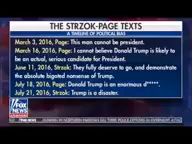 THE STRZOK-PAGE TEXTS
A TIMELINE OF POLITICAL BIAS
March 3, 2016, Page: This man cannot be president.
March 16, 2016, Page: I cannot believe Donald Trump is likely to
be an actual, serious candidate for President.
June 11, 2016, Strzok: They fully deserve to go, and demonstrate
the absolute bigoted nonsense of Trump.
July 18, 2016, Page: Donald Trump is an enormous d*****.
July 21, 2016, Strzok: Trump is a disaster.
FOX
NEWS